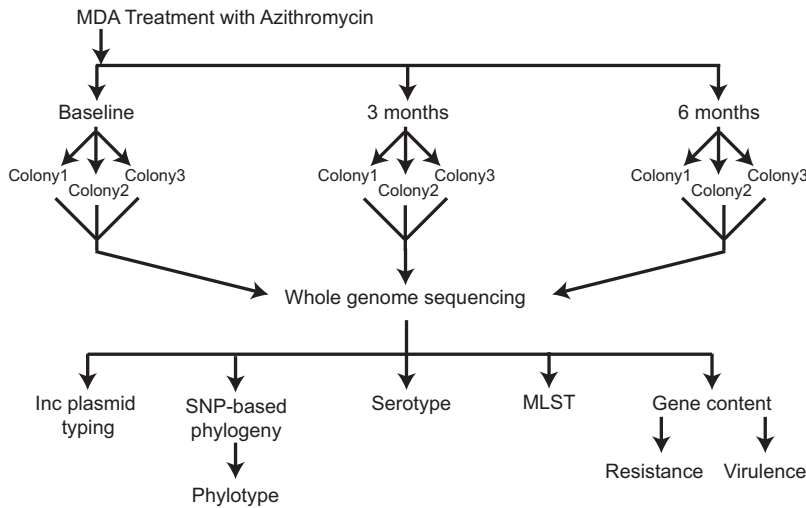 MDA Treatment with Azithromycin
Baseline
3 months
6 months
Colony1
Colony2
Colony3
Colony1
Colony2
Colony3
Colony1
Colony2
Colony3
Whole genome sequencing
Inc plasmid
typing
SNP-based
phylogeny
Serotype
MLST
Gene content
Phylotype
Resistance
Virulence